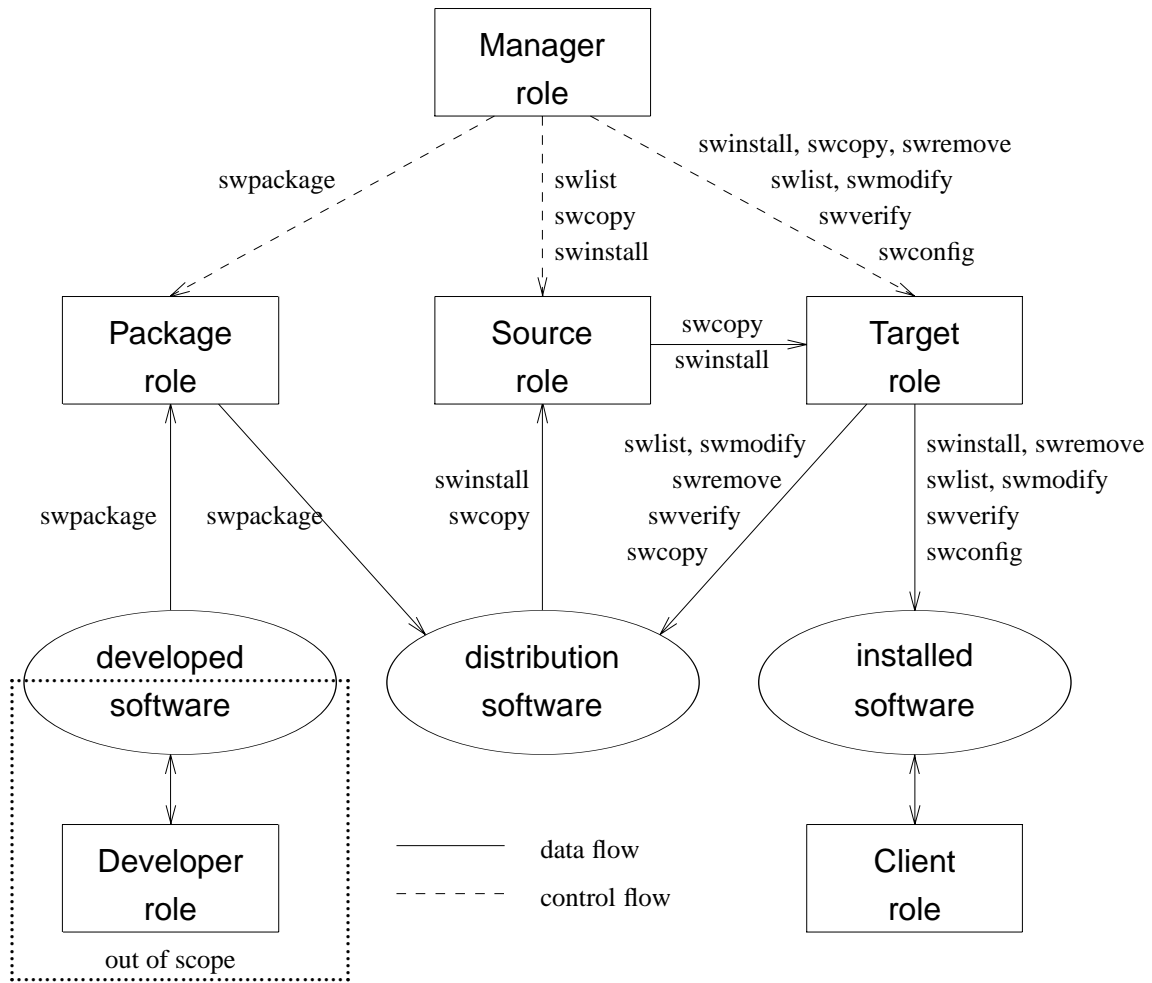 Manager
role
swpackage
swlist
swcopy
swinstall
swinstall, swcopy, swremove
swlist, swmodify
swverify
swconfig
Package
role
Source
role
swcopy
swinstall
Target
role
swpackage
swpackage
swinstall
swcopy
swlist, swmodify
swremove
swverify
swcopy
swinstall, swremove
swlist, swmodify
swverify
swconfig
developed
software
distribution
software
installed
software
Developer
role
out of scope
data flow
control flow
Client
role